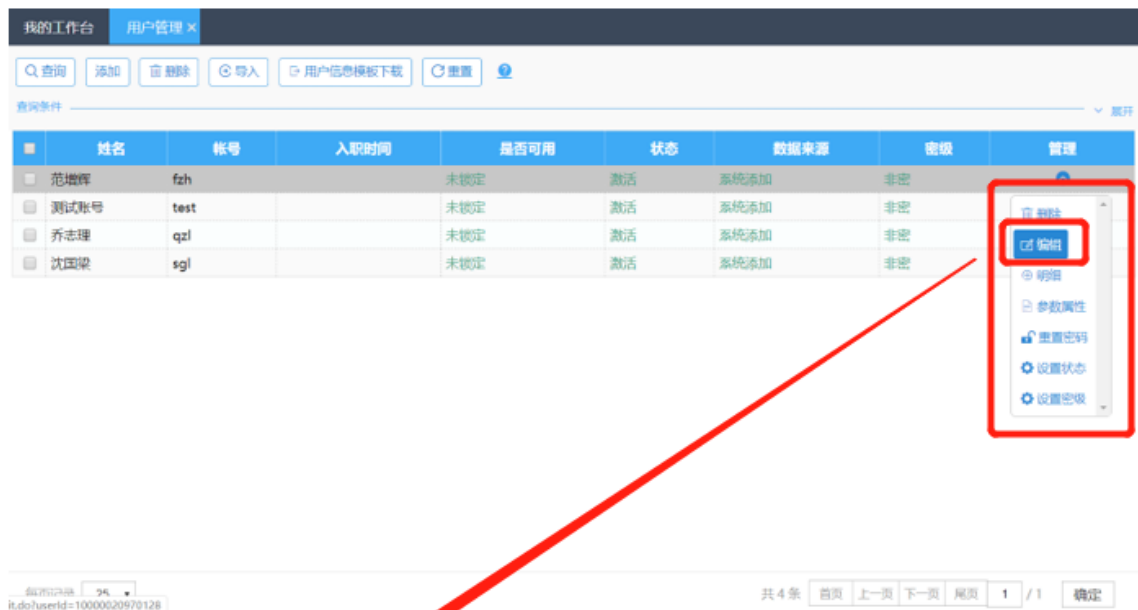 我的工作台 用户管理 ×
查询 添加 删除 导入 用户信息模板下载 重置 ?
查询条件 展开
姓名 帐号 入职时间 是否可用 状态 数据来源 密级 管理
范增辉 fzh 未锁定 激活 系统添加 非密
测试账号 test 未锁定 激活 系统添加 非密
乔志理 qzl 未锁定 激活 系统添加 非密
沈国梁 sgl 未锁定 激活 系统添加 非密
删除
编辑
明细
参数属性
重置密码
设置状态
设置密级
每页记录 25 共 4 条 首页 上一页 下一页 尾页 1 / 1 确定
it.do?userId=10000020970128